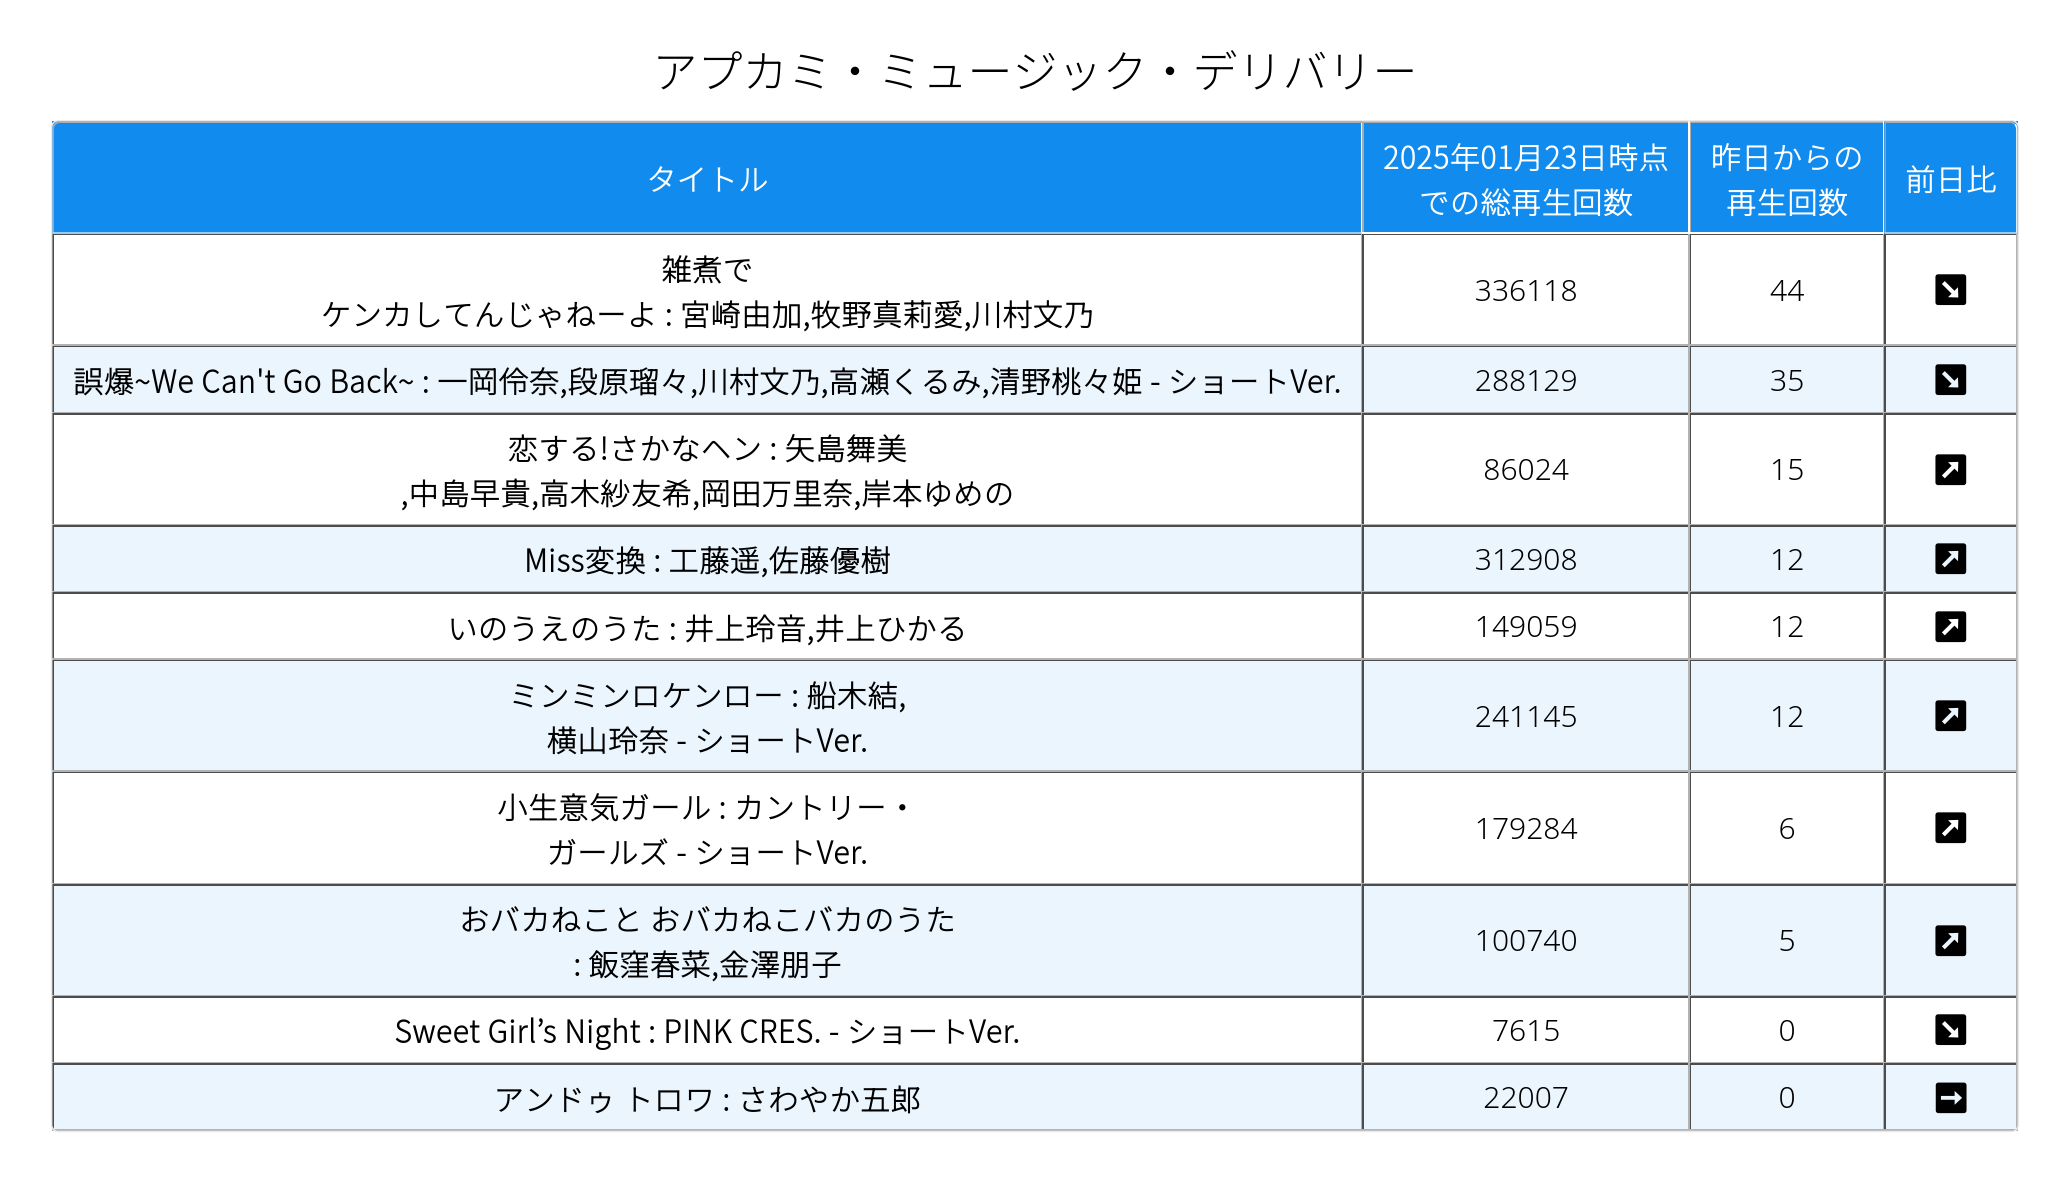 アプカミ・ミュージック・デリバリー
タイトル
2025年01月23日時点
での総再生回数
昨日からの
再生回数
前日比
雑煮で
ケンカしてんじゃねーよ : 宮崎由加,牧野真莉愛,川村文乃
336118
44
誤爆~We Can't Go Back~ : 一岡伶奈,段原瑠々,川村文乃,高瀬くるみ,清野桃々姫 - ショートVer.
288129
35
恋する!さかなヘン : 矢島舞美
,中島早貴,高木紗友希,岡田万里奈,岸本ゆめの
86024
15
Miss変換 : 工藤遥,佐藤優樹
312908
12
いのうえのうた : 井上玲音,井上ひかる
149059
12
ミンミンロケンロー : 船木結,
横山玲奈 - ショートVer.
241145
12
小生意気ガール : カントリー・
ガールズ - ショートVer.
179284
6
おバカねこと おバカねこバカのうた
: 飯窪春菜,金澤朋子
100740
5
Sweet Girl’s Night : PINK CRES. - ショートVer.
7615
0
アンドゥ トロワ : さわやか五郎
22007
0